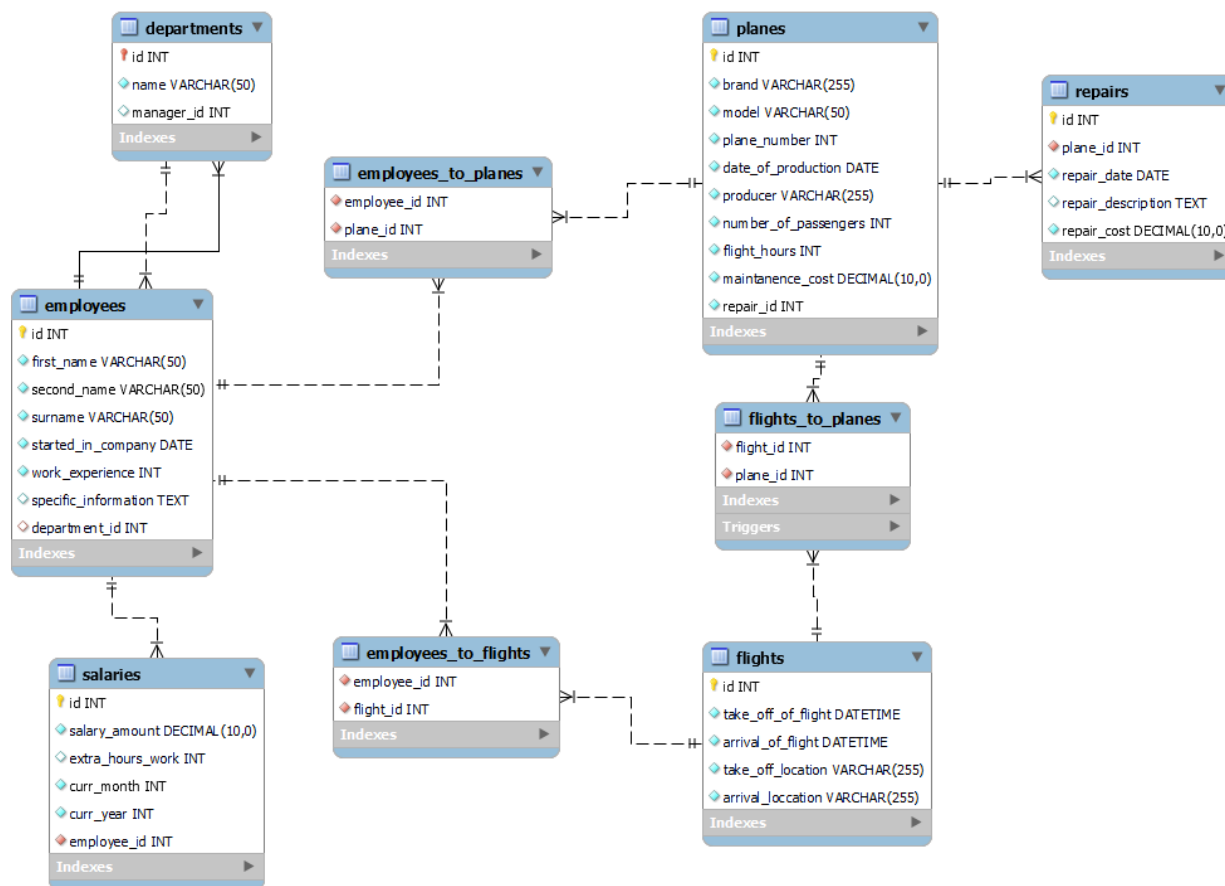 departments
id INT
name VARCHAR(50)
manager_id INT
Indexes
planes
id INT
brand VARCHAR(255)
model VARCHAR(50)
plane_number INT
date_of_production DATE
producer VARCHAR(255)
number_of_passengers INT
flight_hours INT
maintanence_cost DECIMAL(10,0)
repair_id INT
Indexes
repairs
id INT
plane_id INT
repair_date DATE
repair_description TEXT
repair_cost DECIMAL(10,0)
Indexes
employees_to_planes
employee_id INT
plane_id INT
Indexes
employees
id INT
first_name VARCHAR(50)
second_name VARCHAR(50)
surname VARCHAR(50)
started_in_company DATE
work_experience INT
specific_information TEXT
department_id INT
Indexes
flights_to_planes
flight_id INT
plane_id INT
Indexes
Triggers
salaries
id INT
salary_amount DECIMAL(10,0)
extra_hours_work INT
curr_month INT
curr_year INT
employee_id INT
Indexes
employees_to_flights
employee_id INT
flight_id INT
Indexes
flights
id INT
take_off_of_flight DATETIME
arrival_of_flight DATETIME
take_off_location VARCHAR(255)
arrival_loccation VARCHAR(255)
Indexes